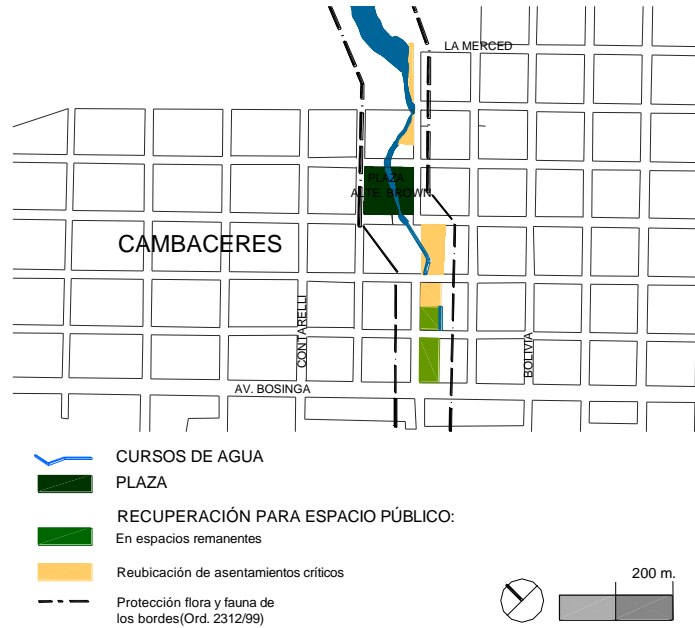 LA MERCED
PLAZA
ALTE. BROWN
CAMBACERES
CONTARELLI
BOLIVIA
AV. BOSINGA
CURSOS DE AGUA
PLAZA
RECUPERACIÓN PARA ESPACIO PÚBLICO:
En espacios remanentes
Reubicación de asentamientos críticos
200 m.
Protección flora y fauna de
los bordes(Ord. 2312/99)